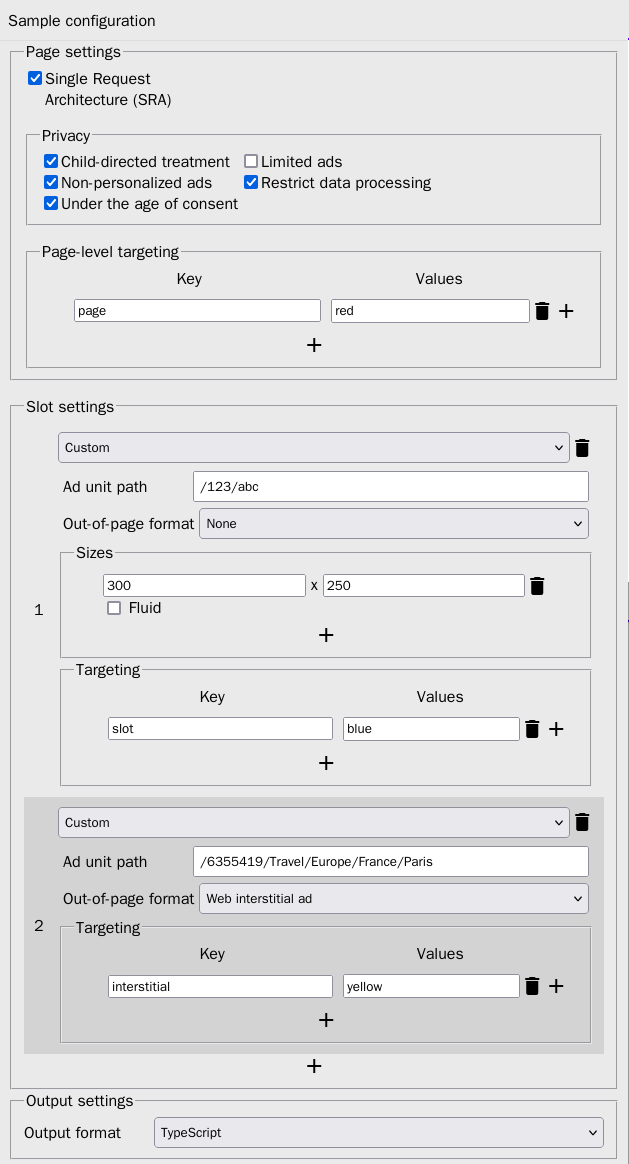 Sample configuration
Page settings
Single Request
Architecture (SRA)
Privacy
Child-directed treatment Limited ads
Non-personalized ads Restrict data processing
Under the age of consent
Page-level targeting
Key Values
page red +
+
Slot settings
Custom
Ad unit path /123/abc
Out-of-page format None
Sizes
300 x 250
1
Fluid
+
Targeting
Key Values
slot blue +
+
Custom
Ad unit path /6355419/Travel/Europe/France/Paris
Out-of-page format Web interstitial ad
2
Targeting
Key Values
interstitial yellow +
+
+
Output settings
Output format TypeScript